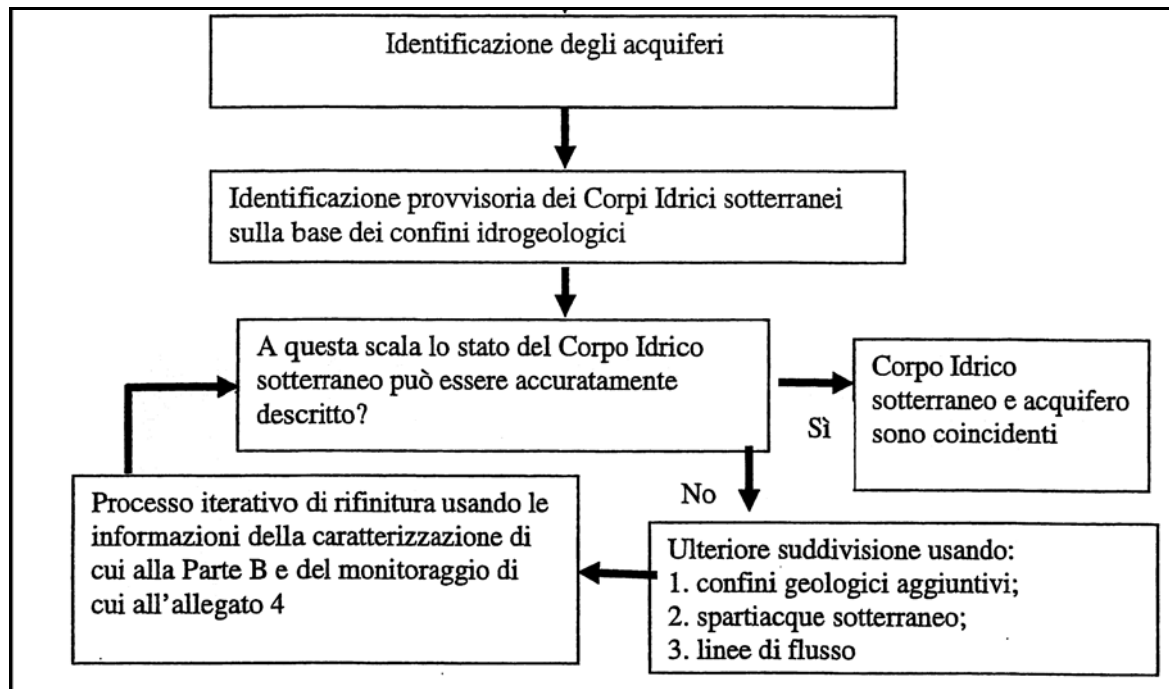 Identificazione degli acquiferi
Identificazione provvisoria dei Corpi Idrici sotterranei
sulla base dei confini idrogeologici
A questa scala lo stato del Corpo Idrico
sotterraneo può essere accuratamente
descritto?
Sì
Corpo Idrico
sotterraneo e acquifero
sono coincidenti
No
Ulteriore suddivisione usando:
1. confini geologici aggiuntivi;
2. spartiacque sotterraneo;
3. linee di flusso
Processo iterativo di rifinitura usando le
informazioni della caratterizzazione di
cui alla Parte B e del monitoraggio di
cui all'allegato 4